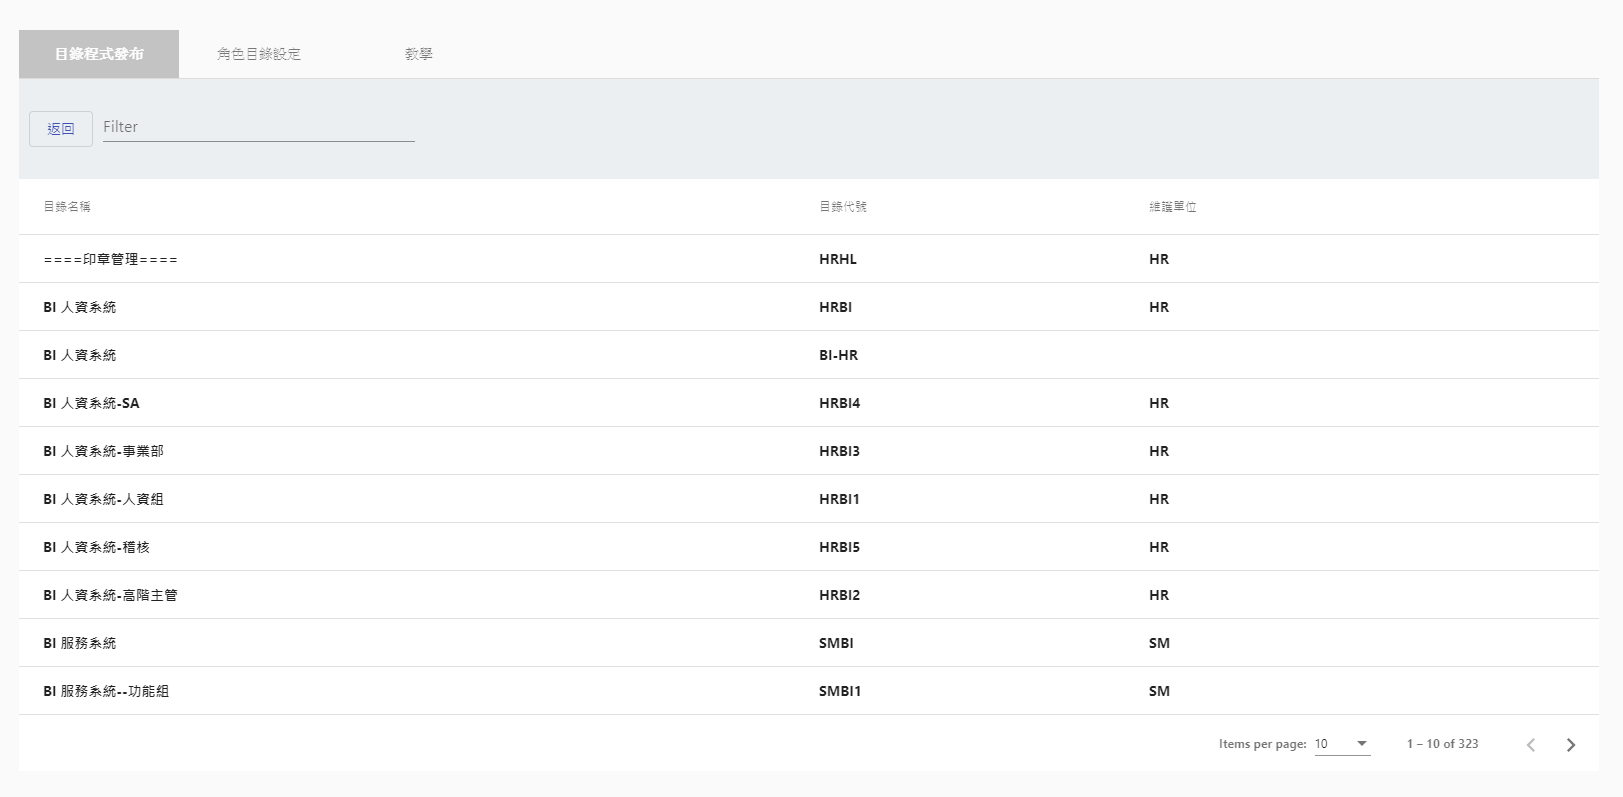 目錄程式發布 角色目錄設定 教學
返回 Filter
目錄名稱 目錄代號 維護單位
====印章管理==== HRHL HR
BI 人資系統 HRBI HR
BI 人資系統 BI-HR
BI 人資系統-SA HRBI4 HR
BI 人資系統-事業部 HRBI3 HR
BI 人資系統-人資組 HRBI1 HR
BI 人資系統-稽核 HRBI5 HR
BI 人資系統-高階主管 HRBI2 HR
BI 服務系統 SMBI SM
BI 服務系統--功能組 SMBI1 SM
Items per page: 10 1 – 10 of 323